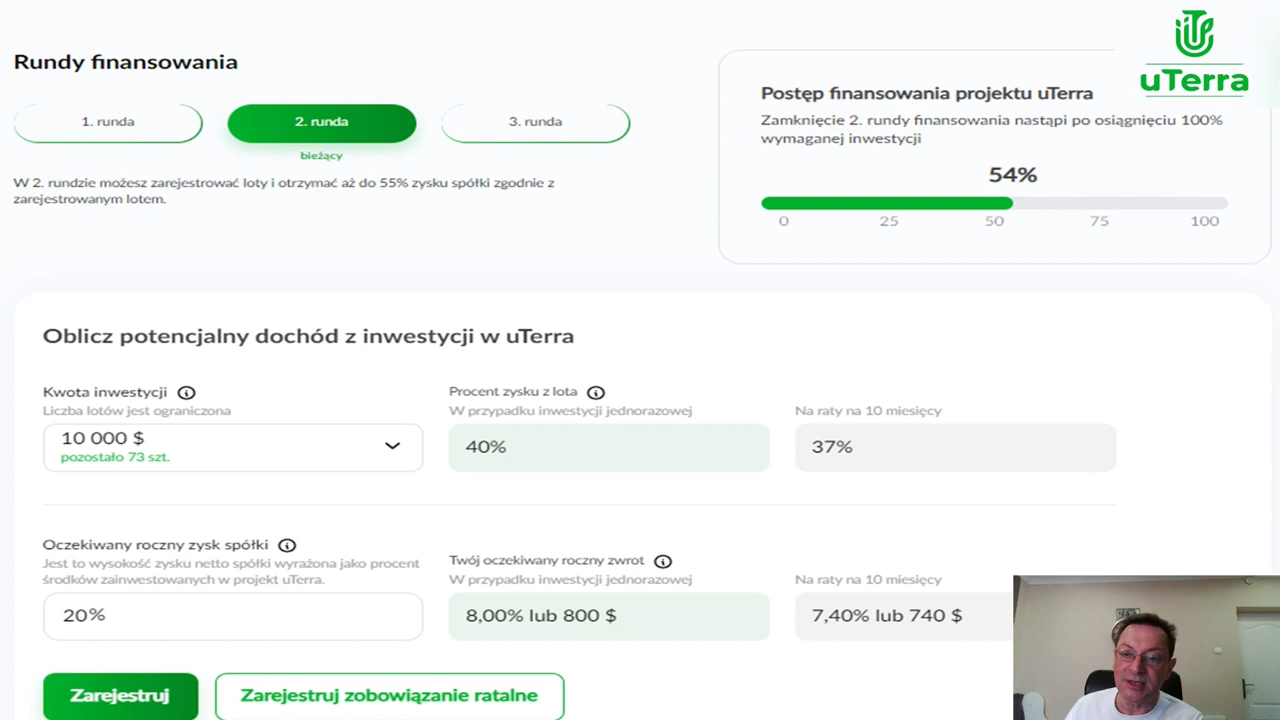 uTerra
Rundy finansowania
1. runda
2. runda
3. runda
bieżący
W 2. rundzie możesz zarejestrować loty i otrzymać aż do 55% zysku spółki zgodnie z
zarejestrowanym lotem.
Postęp finansowania projektu uTerra
Zamknięcie 2. rundy finansowania nastąpi po osiągnięciu 100%
wymaganej inwestycji
54%
0 25 50 75 100
Oblicz potencjalny dochód z inwestycji w uTerra
Kwota inwestycji
Liczba lotów jest ograniczona
10 000 $
pozostało 73 szt.
Procent zysku z lota
W przypadku inwestycji jednorazowej
40%
Na raty na 10 miesięcy
37%
Oczekiwany roczny zysk spółki
Jest to wysokość zysku netto spółki wyrażona jako procent
środków zainwestowanych w projekt uTerra.
20%
Twój oczekiwany roczny zwrot
W przypadku inwestycji jednorazowej
8,00% lub 800 $
Na raty na 10 miesięcy
7,40% lub 740 $
Zarejestruj
Zarejestruj zobowiązanie ratalne